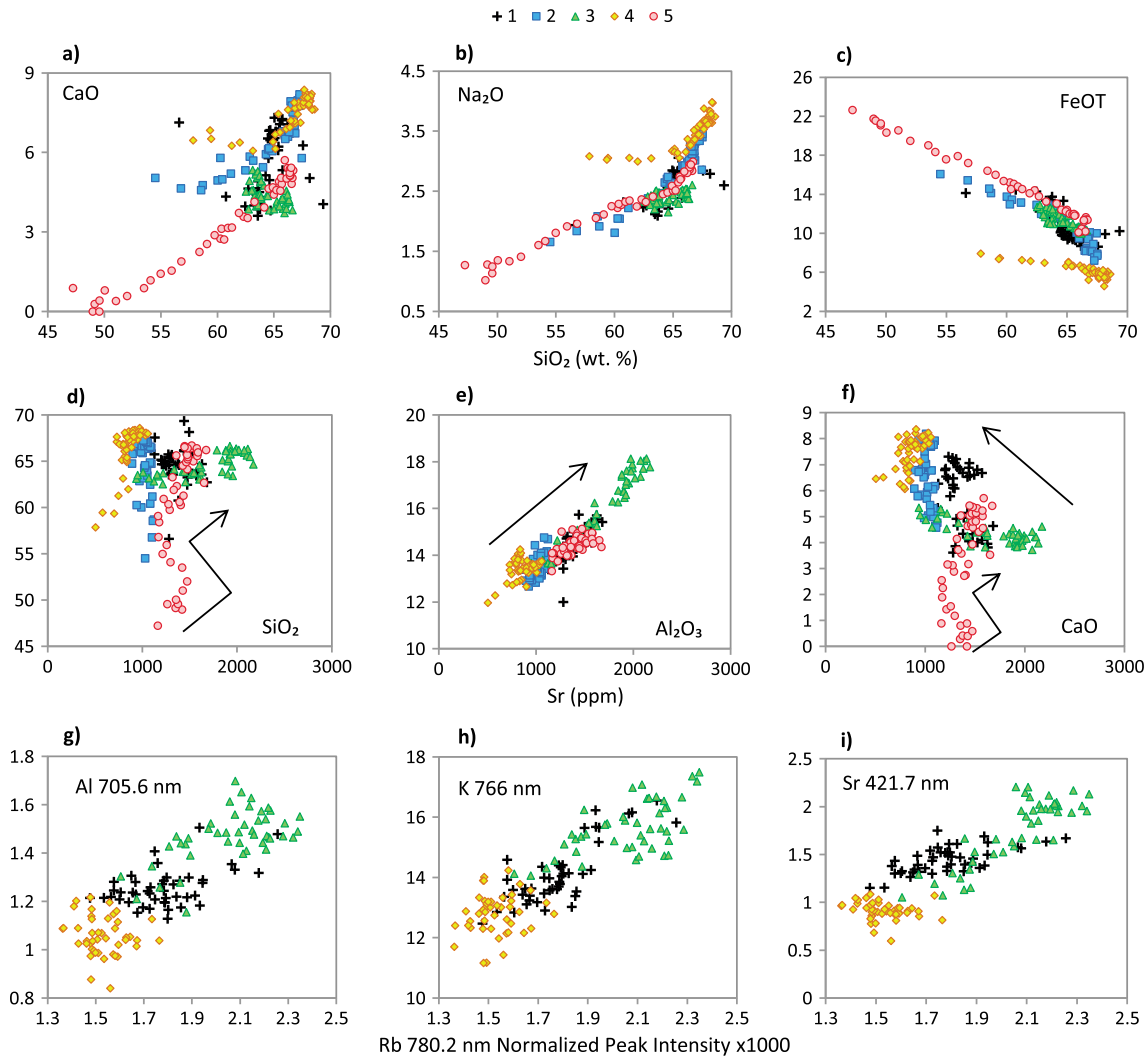 1 2 3 4 5
a) b) c)
CaO Na₂O FeOT
9 6 3 0
45 50 55 60 65 70
4.5 3.5 2.5 1.5 0.5
45 50 55 60 65 70
26 22 18 14 10 6 2
45 50 55 60 65 70
SiO₂ (wt. %)
d) e) f)
70 65 60 55 50 45
SiO₂
0 1000 2000 3000
20 18 16 14 12 10
Al₂O₃
0 1000 2000 3000
9 8 7 6 5 4 3 2 1 0
CaO
0 1000 2000 3000
Sr (ppm)
g) h) i)
Al 705.6 nm K 766 nm Sr 421.7 nm
1.8 1.6 1.4 1.2 1 0.8
1.3 1.5 1.7 1.9 2.1 2.3 2.5
18 16 14 12 10
1.3 1.5 1.7 1.9 2.1 2.3 2.5
2.5 2 1.5 1 0.5 0
1.3 1.5 1.7 1.9 2.1 2.3 2.5
Rb 780.2 nm Normalized Peak Intensity x1000